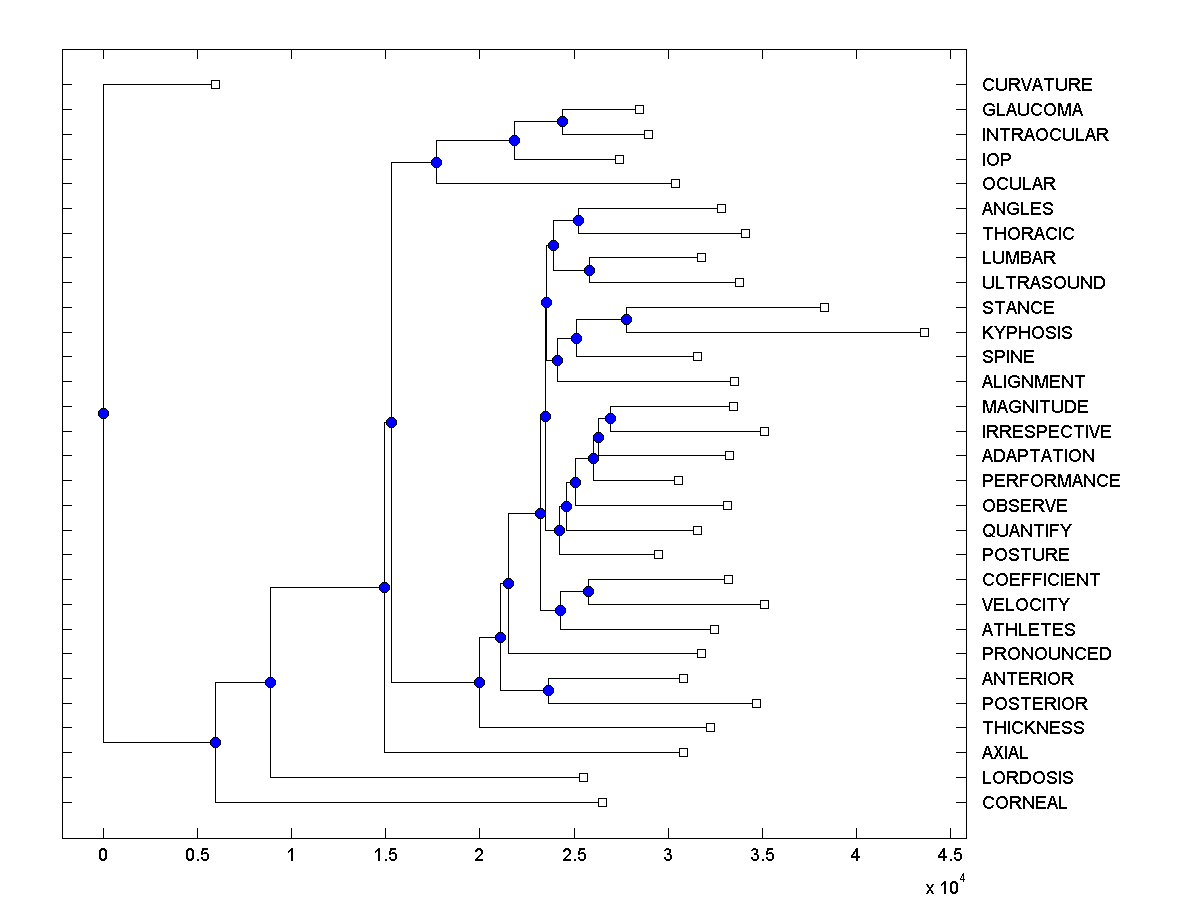 CURVATURE
GLAUCOMA
INTRAOCULAR
IOP
OCULAR
ANGLES
THORACIC
LUMBAR
ULTRASOUND
STANCE
KYPHOSIS
SPINE
ALIGNMENT
MAGNITUDE
IRRESPECTIVE
ADAPTATION
PERFORMANCE
OBSERVE
QUANTIFY
POSTURE
COEFFICIENT
VELOCITY
ATHLETES
PRONOUNCED
ANTERIOR
POSTERIOR
THICKNESS
AXIAL
LORDOSIS
CORNEAL
0 0.5 1 1.5 2 2.5 3 3.5 4 4.5
x 10^4